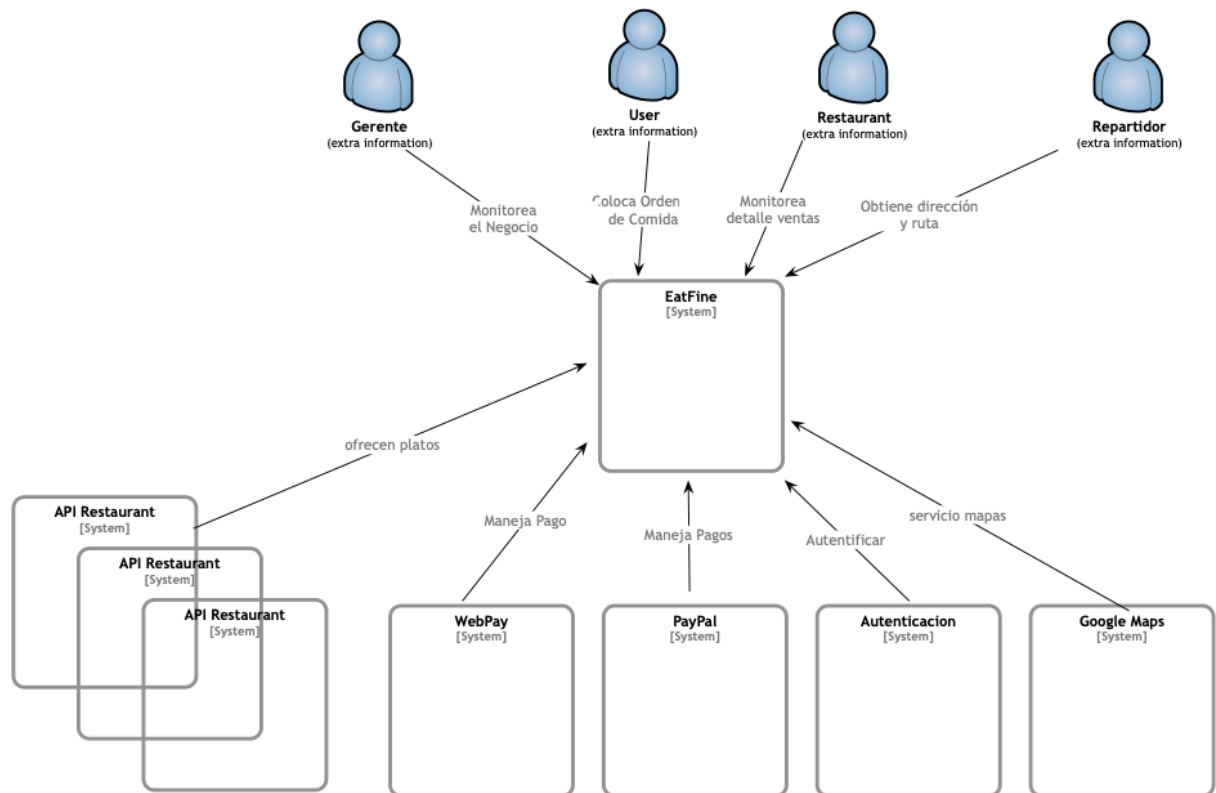 Gerente
(extra information)
User
(extra information)
Restaurant
(extra information)
Repartidor
(extra information)
Monitorea
el Negocio
Coloca Orden
de Comida
Monitorea
detalle ventas
Obtiene dirección
y ruta
EatFine
[System]
ofrecen platos
Maneja Pago
Maneja Pagos
Autentificar
servicio mapas
API Restaurant
[System]
API Restaurant
[System]
API Restaurant
[System]
WebPay
[System]
PayPal
[System]
Autenticacion
[System]
Google Maps
[System]